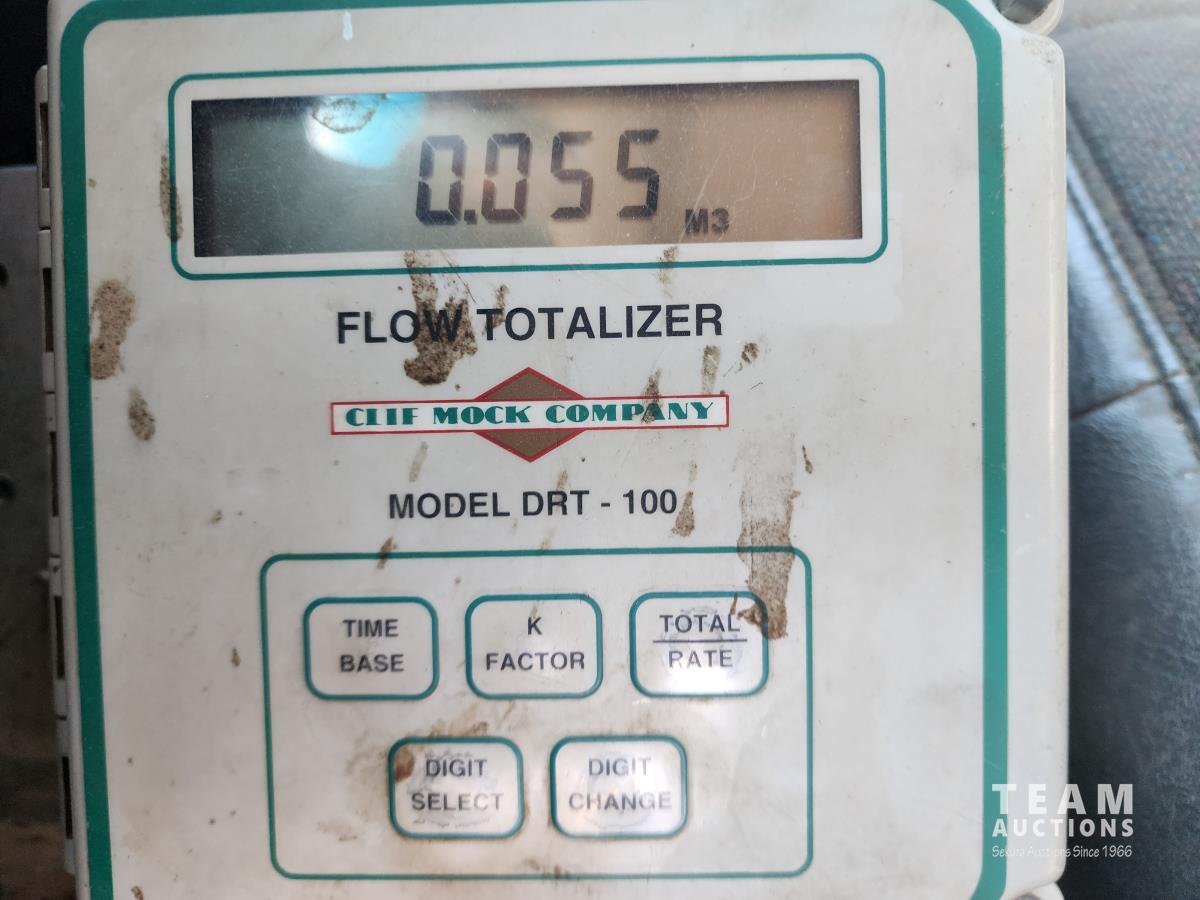 0.055 M3
FLOW TOTALIZER
CLIF MOCK COMPANY
MODEL DRT - 100
TIME
BASE
K
FACTOR
TOTAL
RATE
DIGIT
SELECT
DIGIT
CHANGE
TEAM
AUCTIONS
Sekura Auctions Since 1966